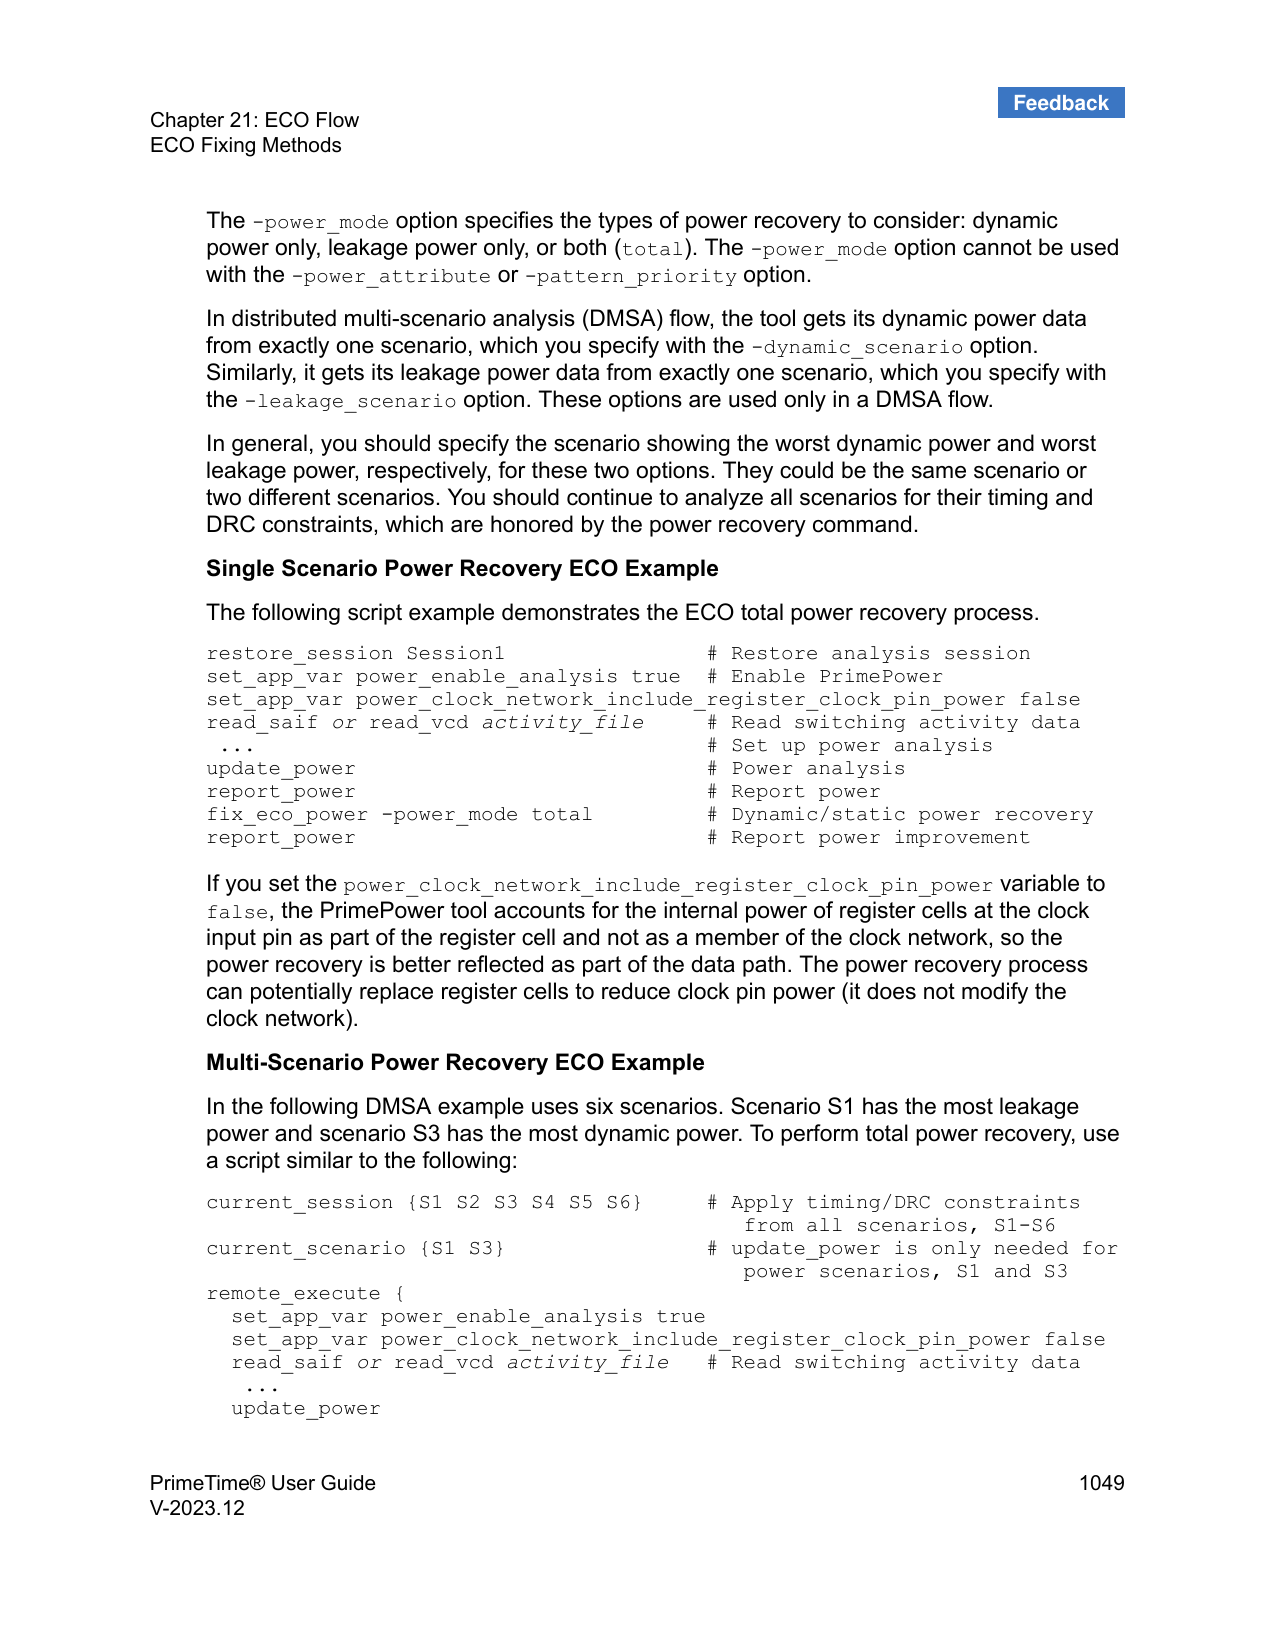 Feedback
Chapter 21: ECO Flow
ECO Fixing Methods
The -power_mode option specifies the types of power recovery to consider: dynamic
power only, leakage power only, or both (total). The -power_mode option cannot be used
with the -power_attribute or -pattern_priority option.
In distributed multi-scenario analysis (DMSA) flow, the tool gets its dynamic power data
from exactly one scenario, which you specify with the -dynamic_scenario option.
Similarly, it gets its leakage power data from exactly one scenario, which you specify with
the -leakage_scenario option. These options are used only in a DMSA flow.
In general, you should specify the scenario showing the worst dynamic power and worst
leakage power, respectively, for these two options. They could be the same scenario or
two different scenarios. You should continue to analyze all scenarios for their timing and
DRC constraints, which are honored by the power recovery command.
Single Scenario Power Recovery ECO Example
The following script example demonstrates the ECO total power recovery process.
restore_session Session1                # Restore analysis session
set_app_var power_enable_analysis true  # Enable PrimePower
set_app_var power_clock_network_include_register_clock_pin_power false
read_saif or read_vcd activity_file     # Read switching activity data
 ...                                    # Set up power analysis
update_power                            # Power analysis
report_power                            # Report power
fix_eco_power -power_mode total         # Dynamic/static power recovery
report_power                            # Report power improvement
If you set the power_clock_network_include_register_clock_pin_power variable to
false, the PrimePower tool accounts for the internal power of register cells at the clock
input pin as part of the register cell and not as a member of the clock network, so the
power recovery is better reflected as part of the data path. The power recovery process
can potentially replace register cells to reduce clock pin power (it does not modify the
clock network).
Multi-Scenario Power Recovery ECO Example
In the following DMSA example uses six scenarios. Scenario S1 has the most leakage
power and scenario S3 has the most dynamic power. To perform total power recovery, use
a script similar to the following:
current_session {S1 S2 S3 S4 S5 S6}     # Apply timing/DRC constraints
                                           from all scenarios, S1-S6
current_scenario {S1 S3}                # update_power is only needed for
                                           power scenarios, S1 and S3
remote_execute {
  set_app_var power_enable_analysis true
  set_app_var power_clock_network_include_register_clock_pin_power false
  read_saif or read_vcd activity_file   # Read switching activity data
   ...
  update_power
PrimeTime® User Guide 1049
V-2023.12